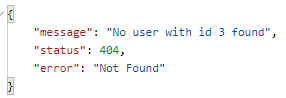 {
"message": "No user with id 3 found",
"status": 404,
"error": "Not Found"
}